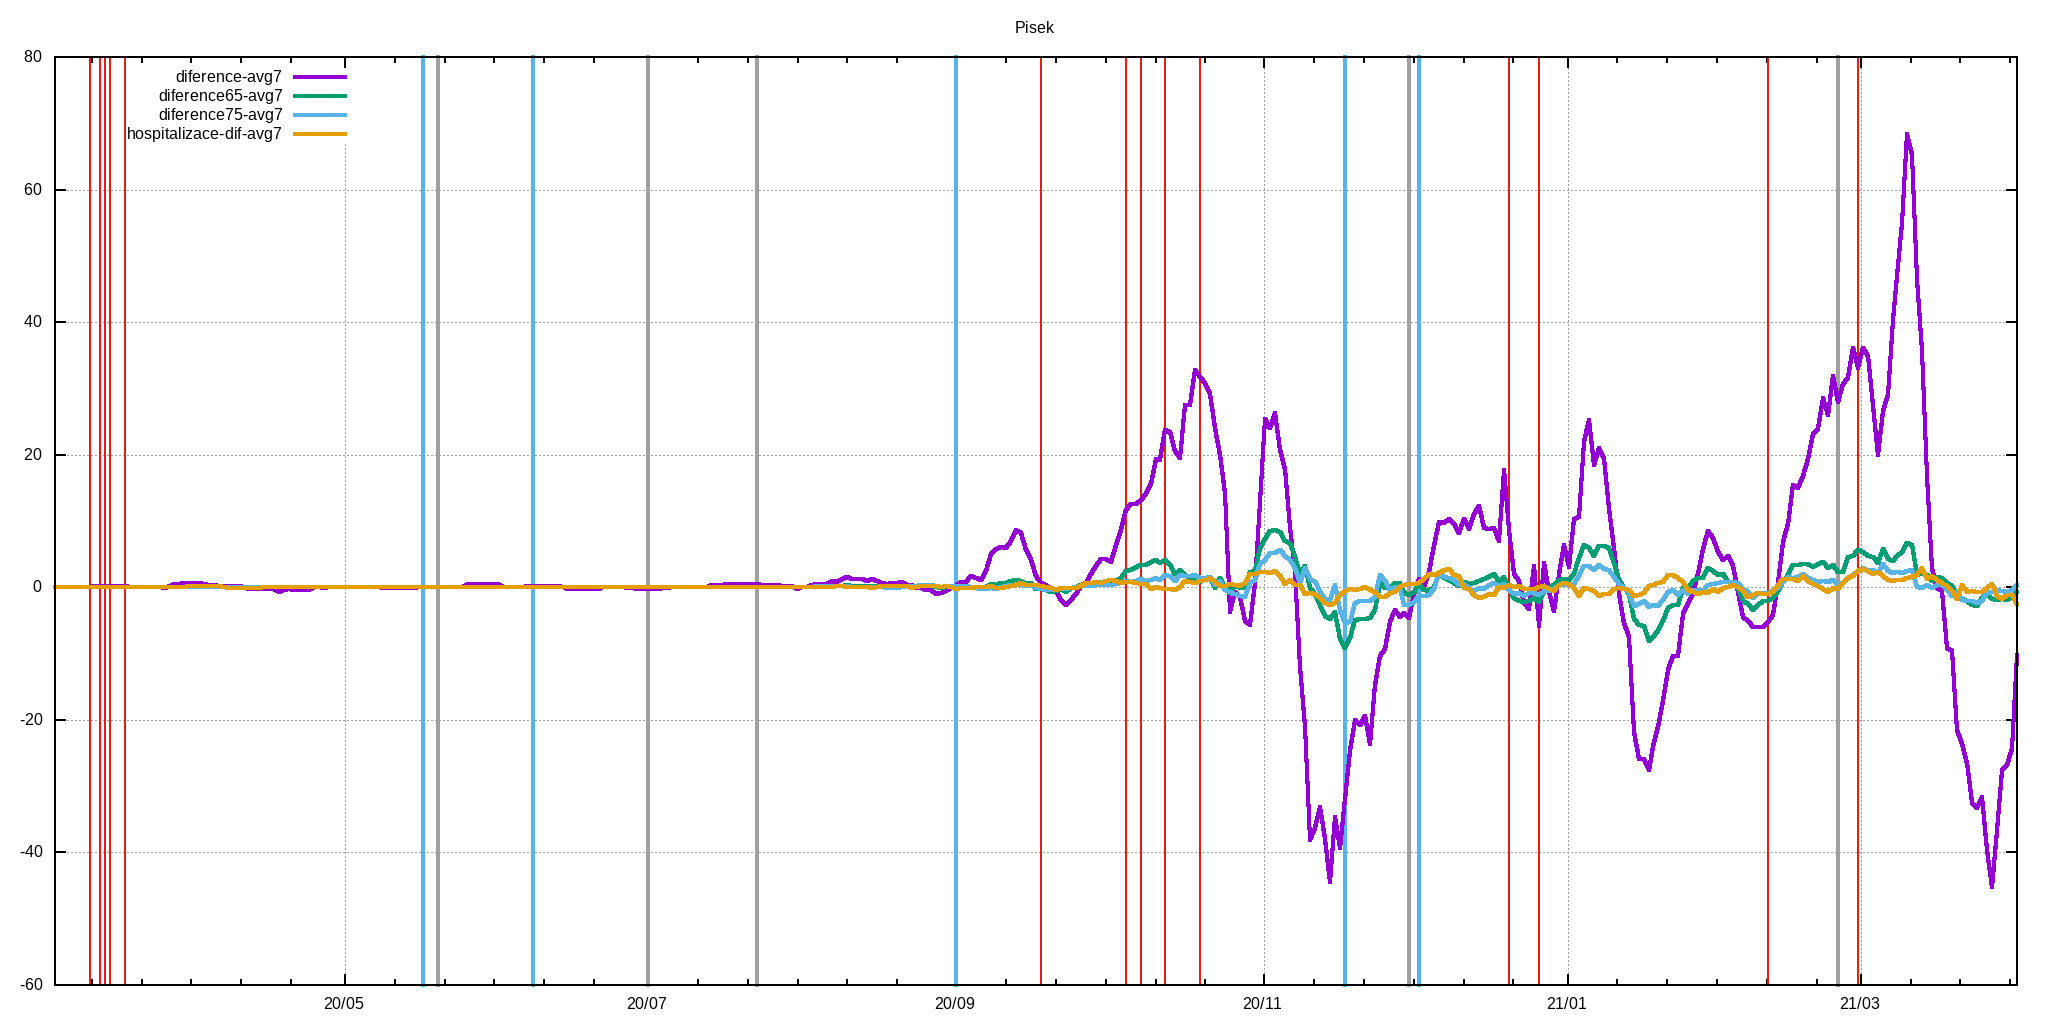 Pisek
80
60
40
20
0
-20
-40
-60
diference-avg7
diference65-avg7
diference75-avg7
hospitalizace-dif-avg7
20/05
20/07
20/09
20/11
21/01
21/03